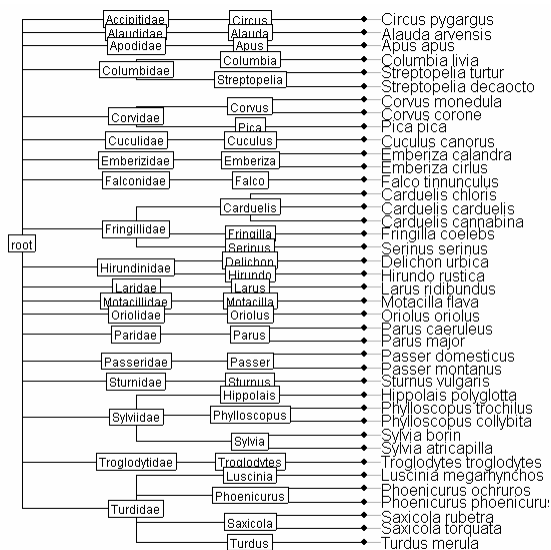 Accipitidae Circus Circus pygargus
Alaudidae Alauda Alauda arvensis
Apodidae Apus Apus apus
Columbia Columbia livia
Columbidae Streptopelia turtur
Streptopelia Streptopelia decaocto
Corvus Corvus monedula
Corvidae Corvus corone
Pica Pica pica
Cuculidae Cuculus Cuculus canorus
Emberizidae Emberiza Emberiza calandra
Emberiza cirlus
Falconidae Falco Falco tinnunculus
Carduelis chloris
Carduelis Carduelis carduelis
Carduelis cannabina
Fringillidae Fringilla Fringilla coelebs
root Serinus Serinus serinus
Delichon Delichon urbica
Hirundinidae Hirundo Hirundo rustica
Laridae Larus Larus ridibundus
Motacillidae Motacilla Motacilla flava
Oriolidae Oriolus Oriolus oriolus
Paridae Parus Parus caeruleus
Parus major
Passeridae Passer Passer domesticus
Passer montanus
Sturnidae Sturnus Sturnus vulgaris
Hippolais Hippolais polyglotta
Sylviidae Phylloscopus Phylloscopus trochilus
Phylloscopus collybita
Sylvia Sylvia borin
Sylvia atricapilla
Troglodytidae Troglodytes Troglodytes troglodytes
Luscinia Luscinia megarhynchos
Phoenicurus Phoenicurus ochruros
Turdidae Phoenicurus phoenicurus
Saxicola Saxicola rubetra
Saxicola torquata
Turdus Turdus merula